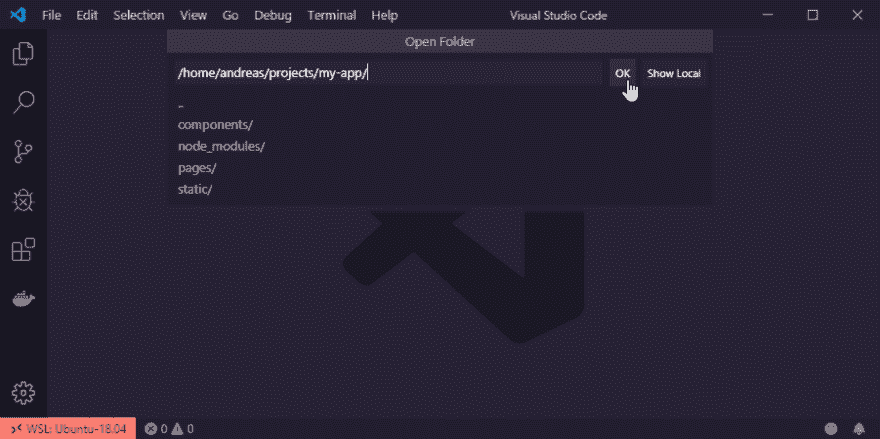 File Edit Selection View Go Debug Terminal Help Visual Studio Code
Open Folder
/home/andreas/projects/my-app/ OK Show Local
..
components/
node_modules/
pages/
static/
WSL: Ubuntu-18.04 0 0